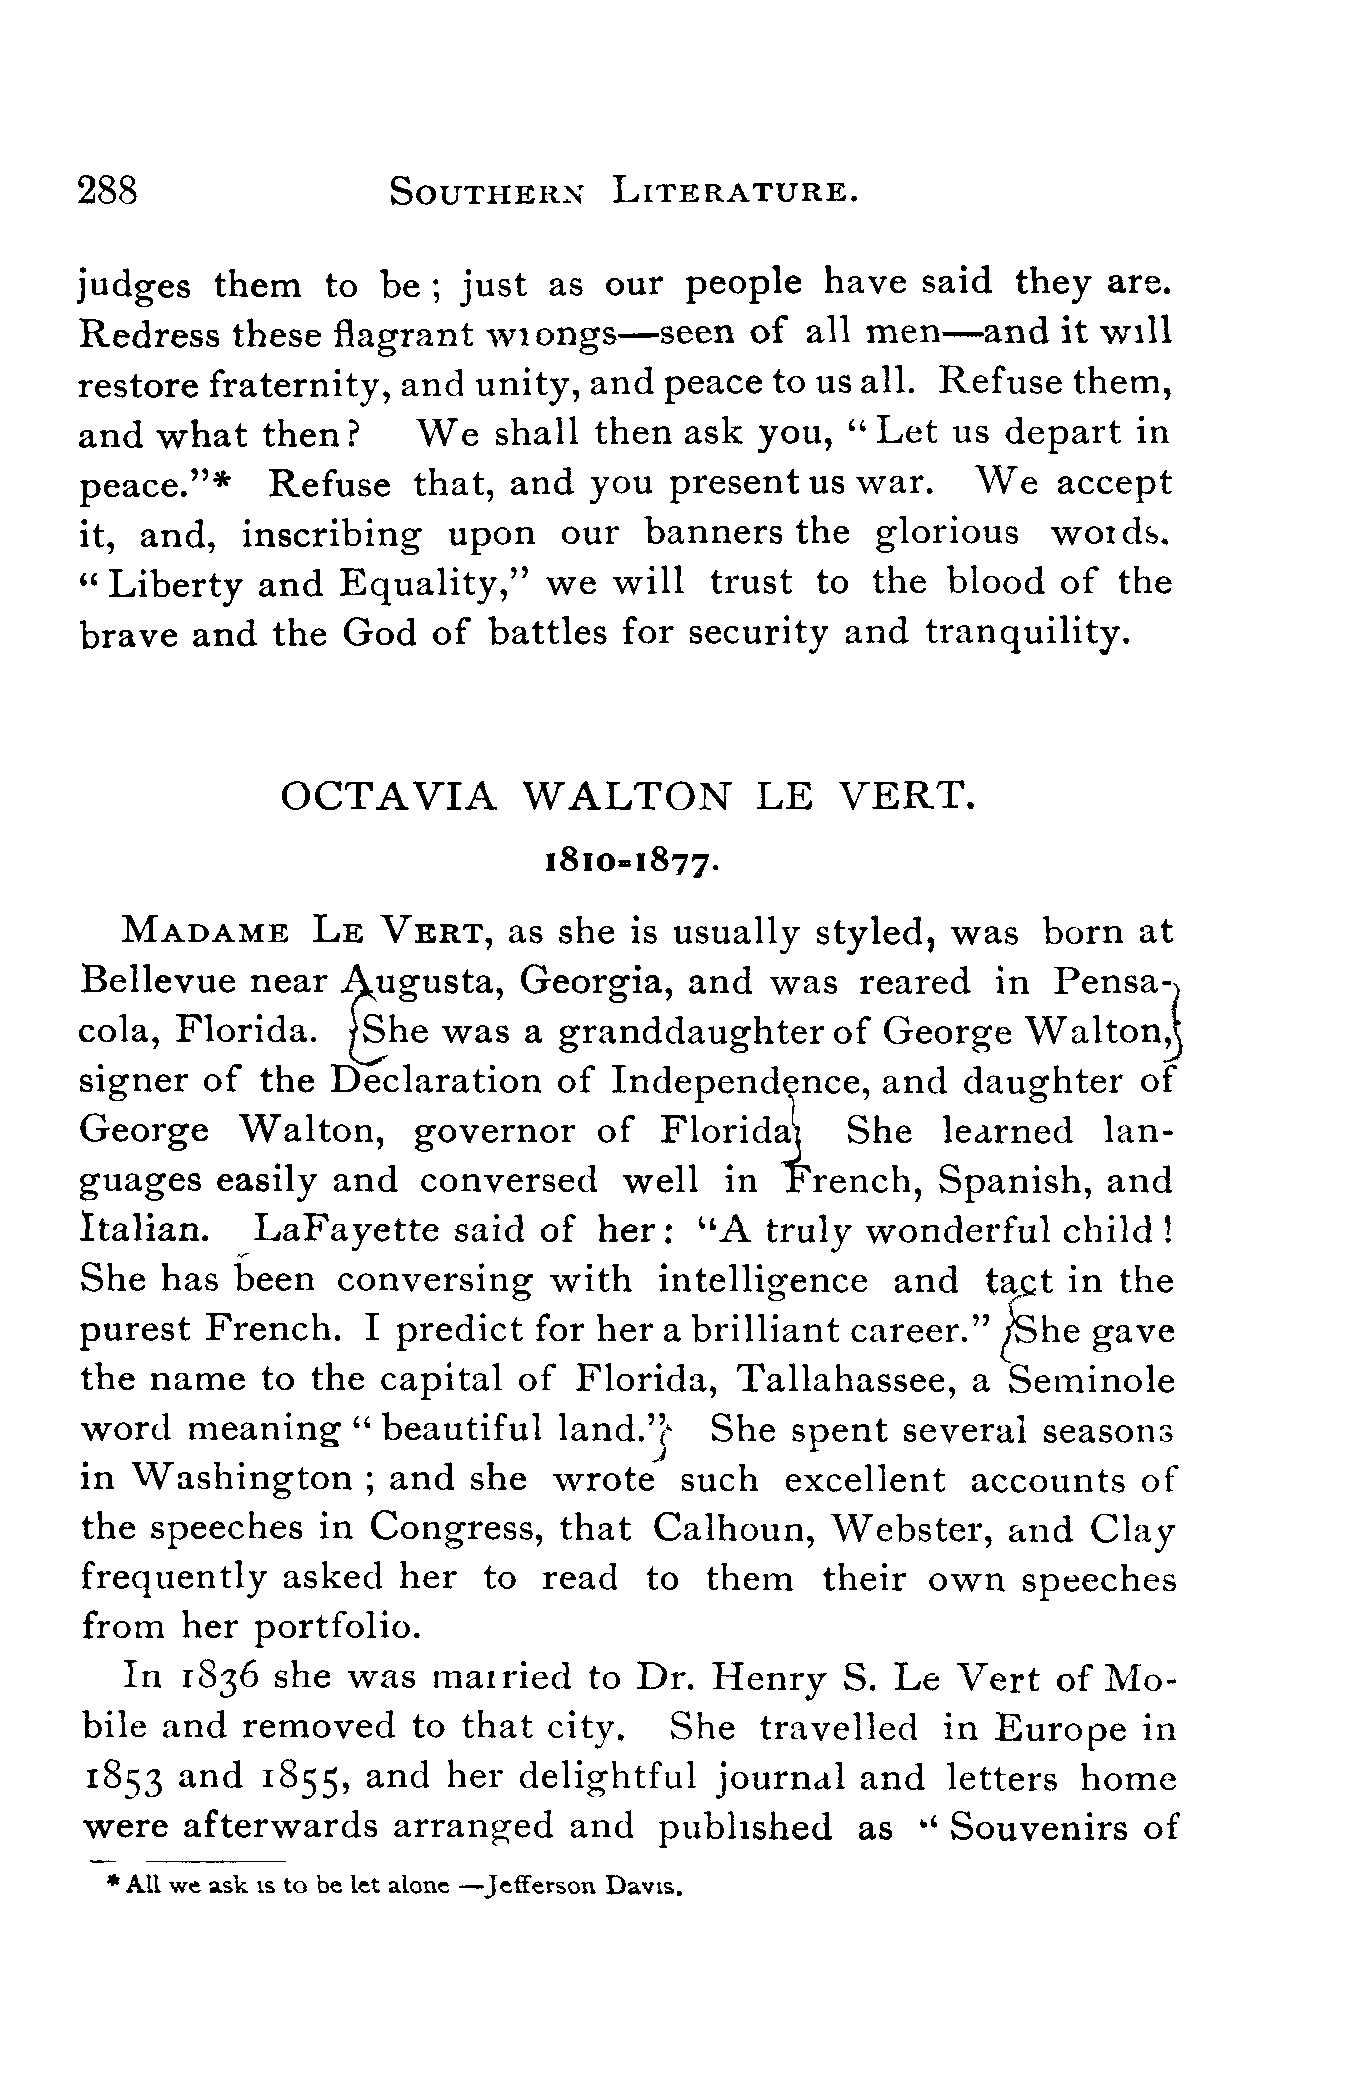 288 SOUTHERN LITERATURE.
judges them to be ; just as our people have said they are.
Redress these flagrant wrongs—seen of all men—and it will
restore fraternity, and unity, and peace to us all. Refuse them,
and what then? We shall then ask you, “ Let us depart in
peace.”* Refuse that, and you present us war. We accept
it, and, inscribing upon our banners the glorious words.
“ Liberty and Equality,” we will trust to the blood of the
brave and the God of battles for security and tranquility.
OCTAVIA WALTON LE VERT.
1810-1877.
MADAME LE VERT, as she is usually styled, was born at
Bellevue near Augusta, Georgia, and was reared in Pensa-
cola, Florida. She was a granddaughter of George Walton,
signer of the Declaration of Independence, and daughter of
George Walton, governor of Florida. She learned lan-
guages easily and conversed well in French, Spanish, and
Italian. LaFayette said of her: “A truly wonderful child !
She has been conversing with intelligence and tact in the
purest French. I predict for her a brilliant career.” She gave
the name to the capital of Florida, Tallahassee, a Seminole
word meaning “ beautiful land.” She spent several seasons
in Washington ; and she wrote such excellent accounts of
the speeches in Congress, that Calhoun, Webster, and Clay
frequently asked her to read to them their own speeches
from her portfolio.
In 1836 she was married to Dr. Henry S. Le Vert of Mo-
bile and removed to that city. She travelled in Europe in
1853 and 1855, and her delightful journal and letters home
were afterwards arranged and published as “ Souvenirs of
* All we ask is to be let alone —Jefferson Davis.